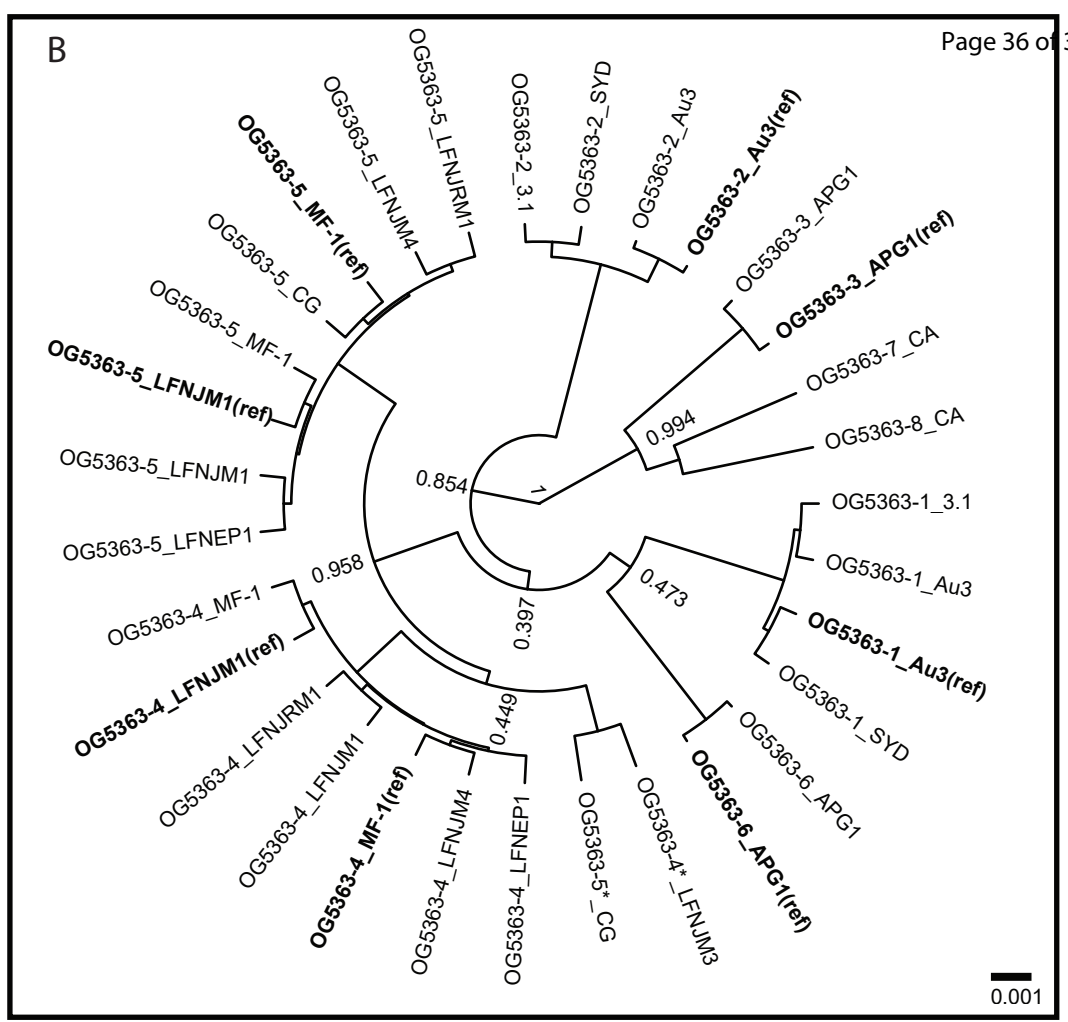 B
Page 36 of 3
OG5363-5_LFNJRM1
OG5363-2_3.1
OG5363-2_SYD
OG5363-2_Au3
OG5363-2_Au3(ref)
OG5363-3_APG1
OG5363-3_APG1(ref)
OG5363-7_CA
OG5363-8_CA
OG5363-1_3.1
OG5363-1_Au3
OG5363-1_Au3(ref)
OG5363-1_SYD
OG5363-6_APG1
OG5363-6_APG1(ref)
OG5363-4*_LFNJM3
OG5363-5*_CG
OG5363-4_LFNEP1
OG5363-4_LFNJM4
OG5363-4_MF-1(ref)
OG5363-4_LFNJM1
OG5363-4_LFNJRM1
OG5363-4_LFNJM1(ref)
OG5363-4_MF-1
OG5363-5_LFNEP1
OG5363-5_LFNJM1
OG5363-5_LFNJM1(ref)
OG5363-5_MF-1
OG5363-5_CG
OG5363-5_MF-1(ref)
OG5363-5_LFNJM4
0.994
0.854
1
0.958
0.473
0.397
0.449
0.001